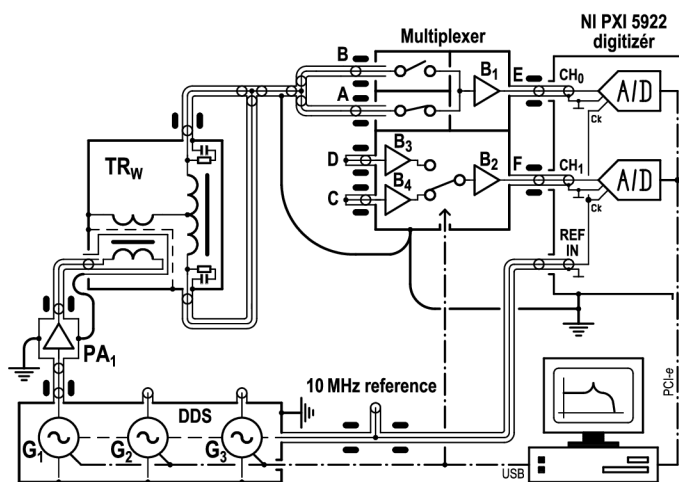 Multiplexer
NI PXI 5922
digitizér
B
B₁
E
CH₀
A/D
A
Ck
TR_W
D
B₃
B₂
F
CH₁
A/D
C
B₄
Ck
REF
IN
PA₁
10 MHz reference
PCI-e
DDS
G₁
G₂
G₃
USB